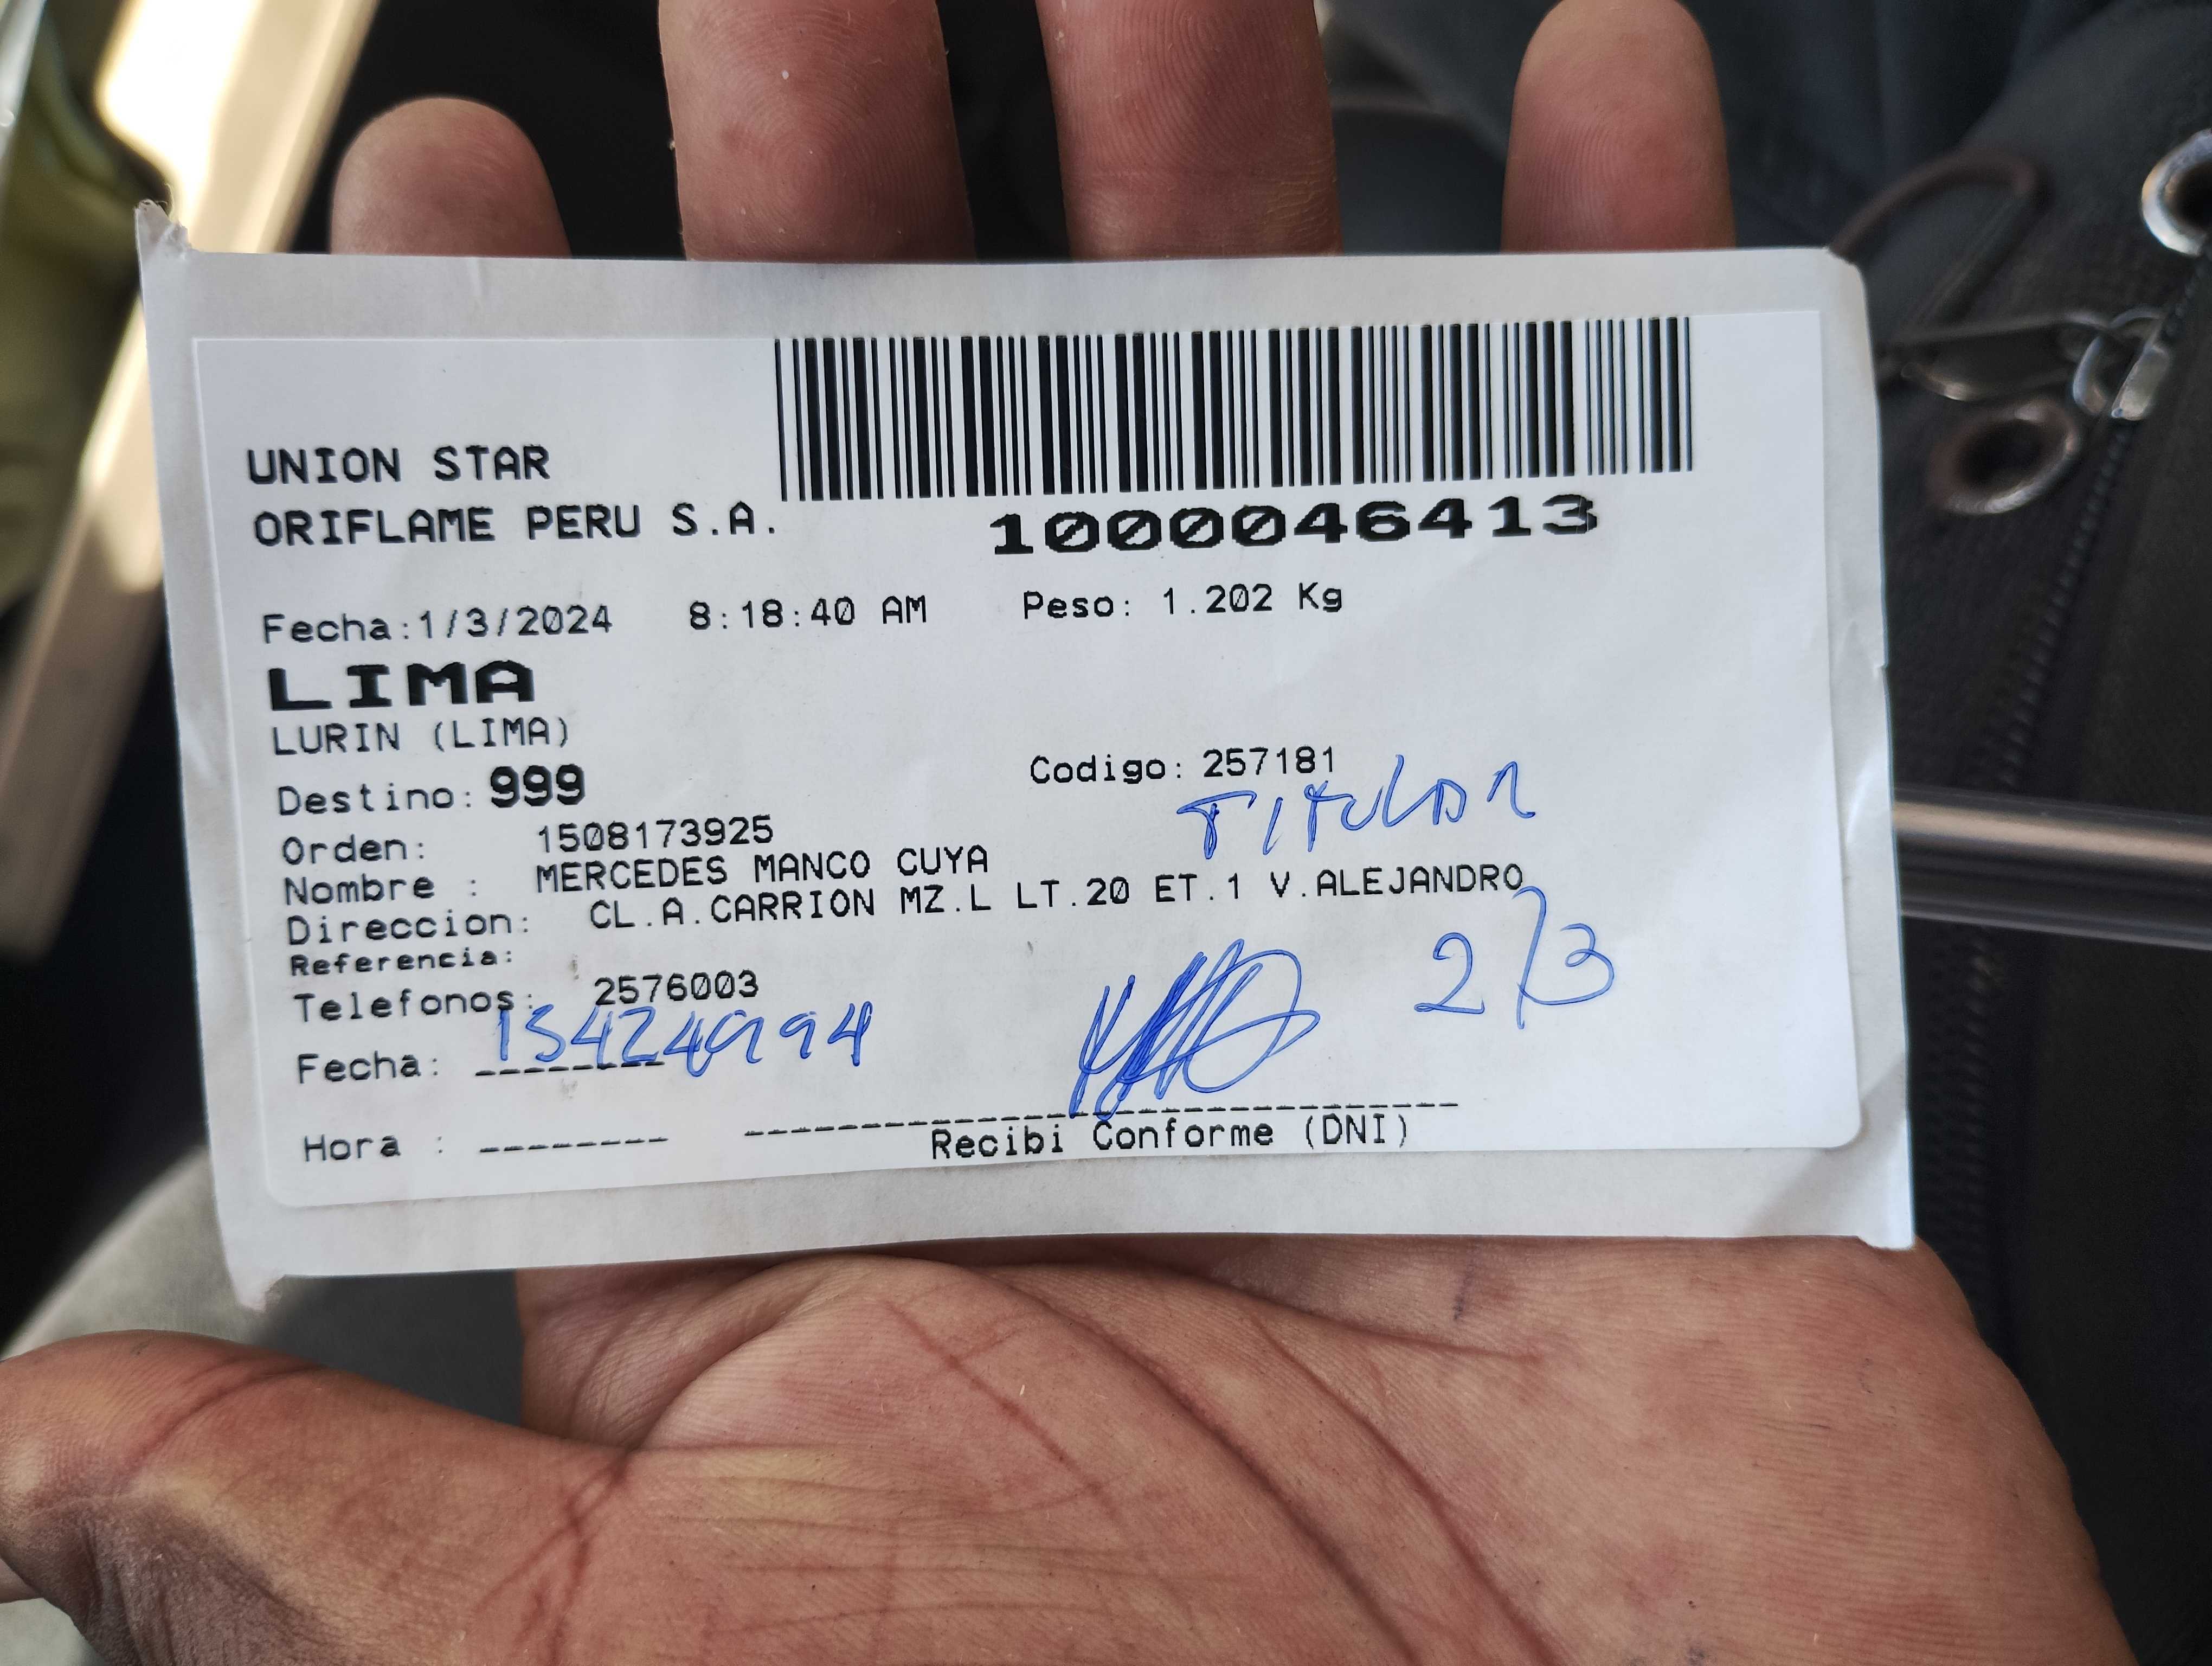 UNION STAR
ORIFLAME PERU S.A.
1000046413
Fecha:1/3/2024 8:18:40 AM Peso: 1.202 Kg
LIMA
LURIN (LIMA)
Destino: 999 Codigo: 257181
TITULAR
Orden: 1508173925
Nombre : MERCEDES MANCO CUYA
Direccion: CL.A.CARRION MZ.L LT.20 ET.1 V.ALEJANDRO
Referencia:
2/3
Telefonos: 2576003
15424994
Fecha:
Hora :
Recibi Conforme (DNI)